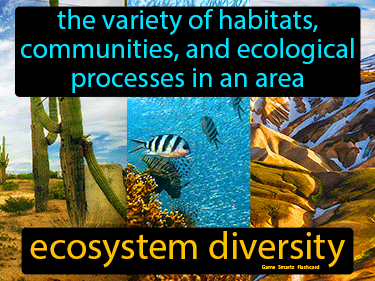 the variety of habitats,
communities, and ecological
processes in an area
ecosystem diversity
Game Smartz flashcard